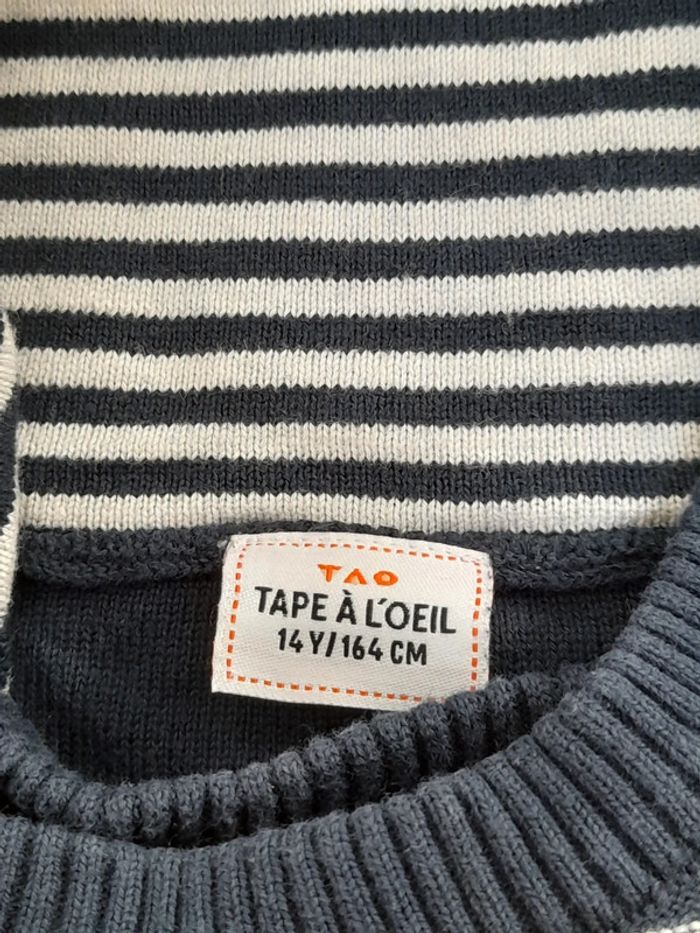 TAO
TAPE À L'OEIL
14 Y/164 CM